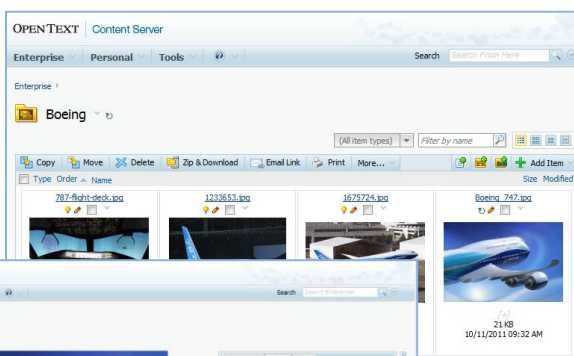 OPENTEXT | Content Server
Enterprise Personal Tools
Search Search From Here
Enterprise
Boeing
(All item types) Filter by name
Copy Move Delete Zip & Download Email Link Print More... Add Item
Type Order Name Size Modified
787-flight-deck.jpg 1233653.jpg 1675724.jpg Boeing_747.jpg
[+]
21 KB
10/11/2011 09:32 AM
Search Search Enterprise